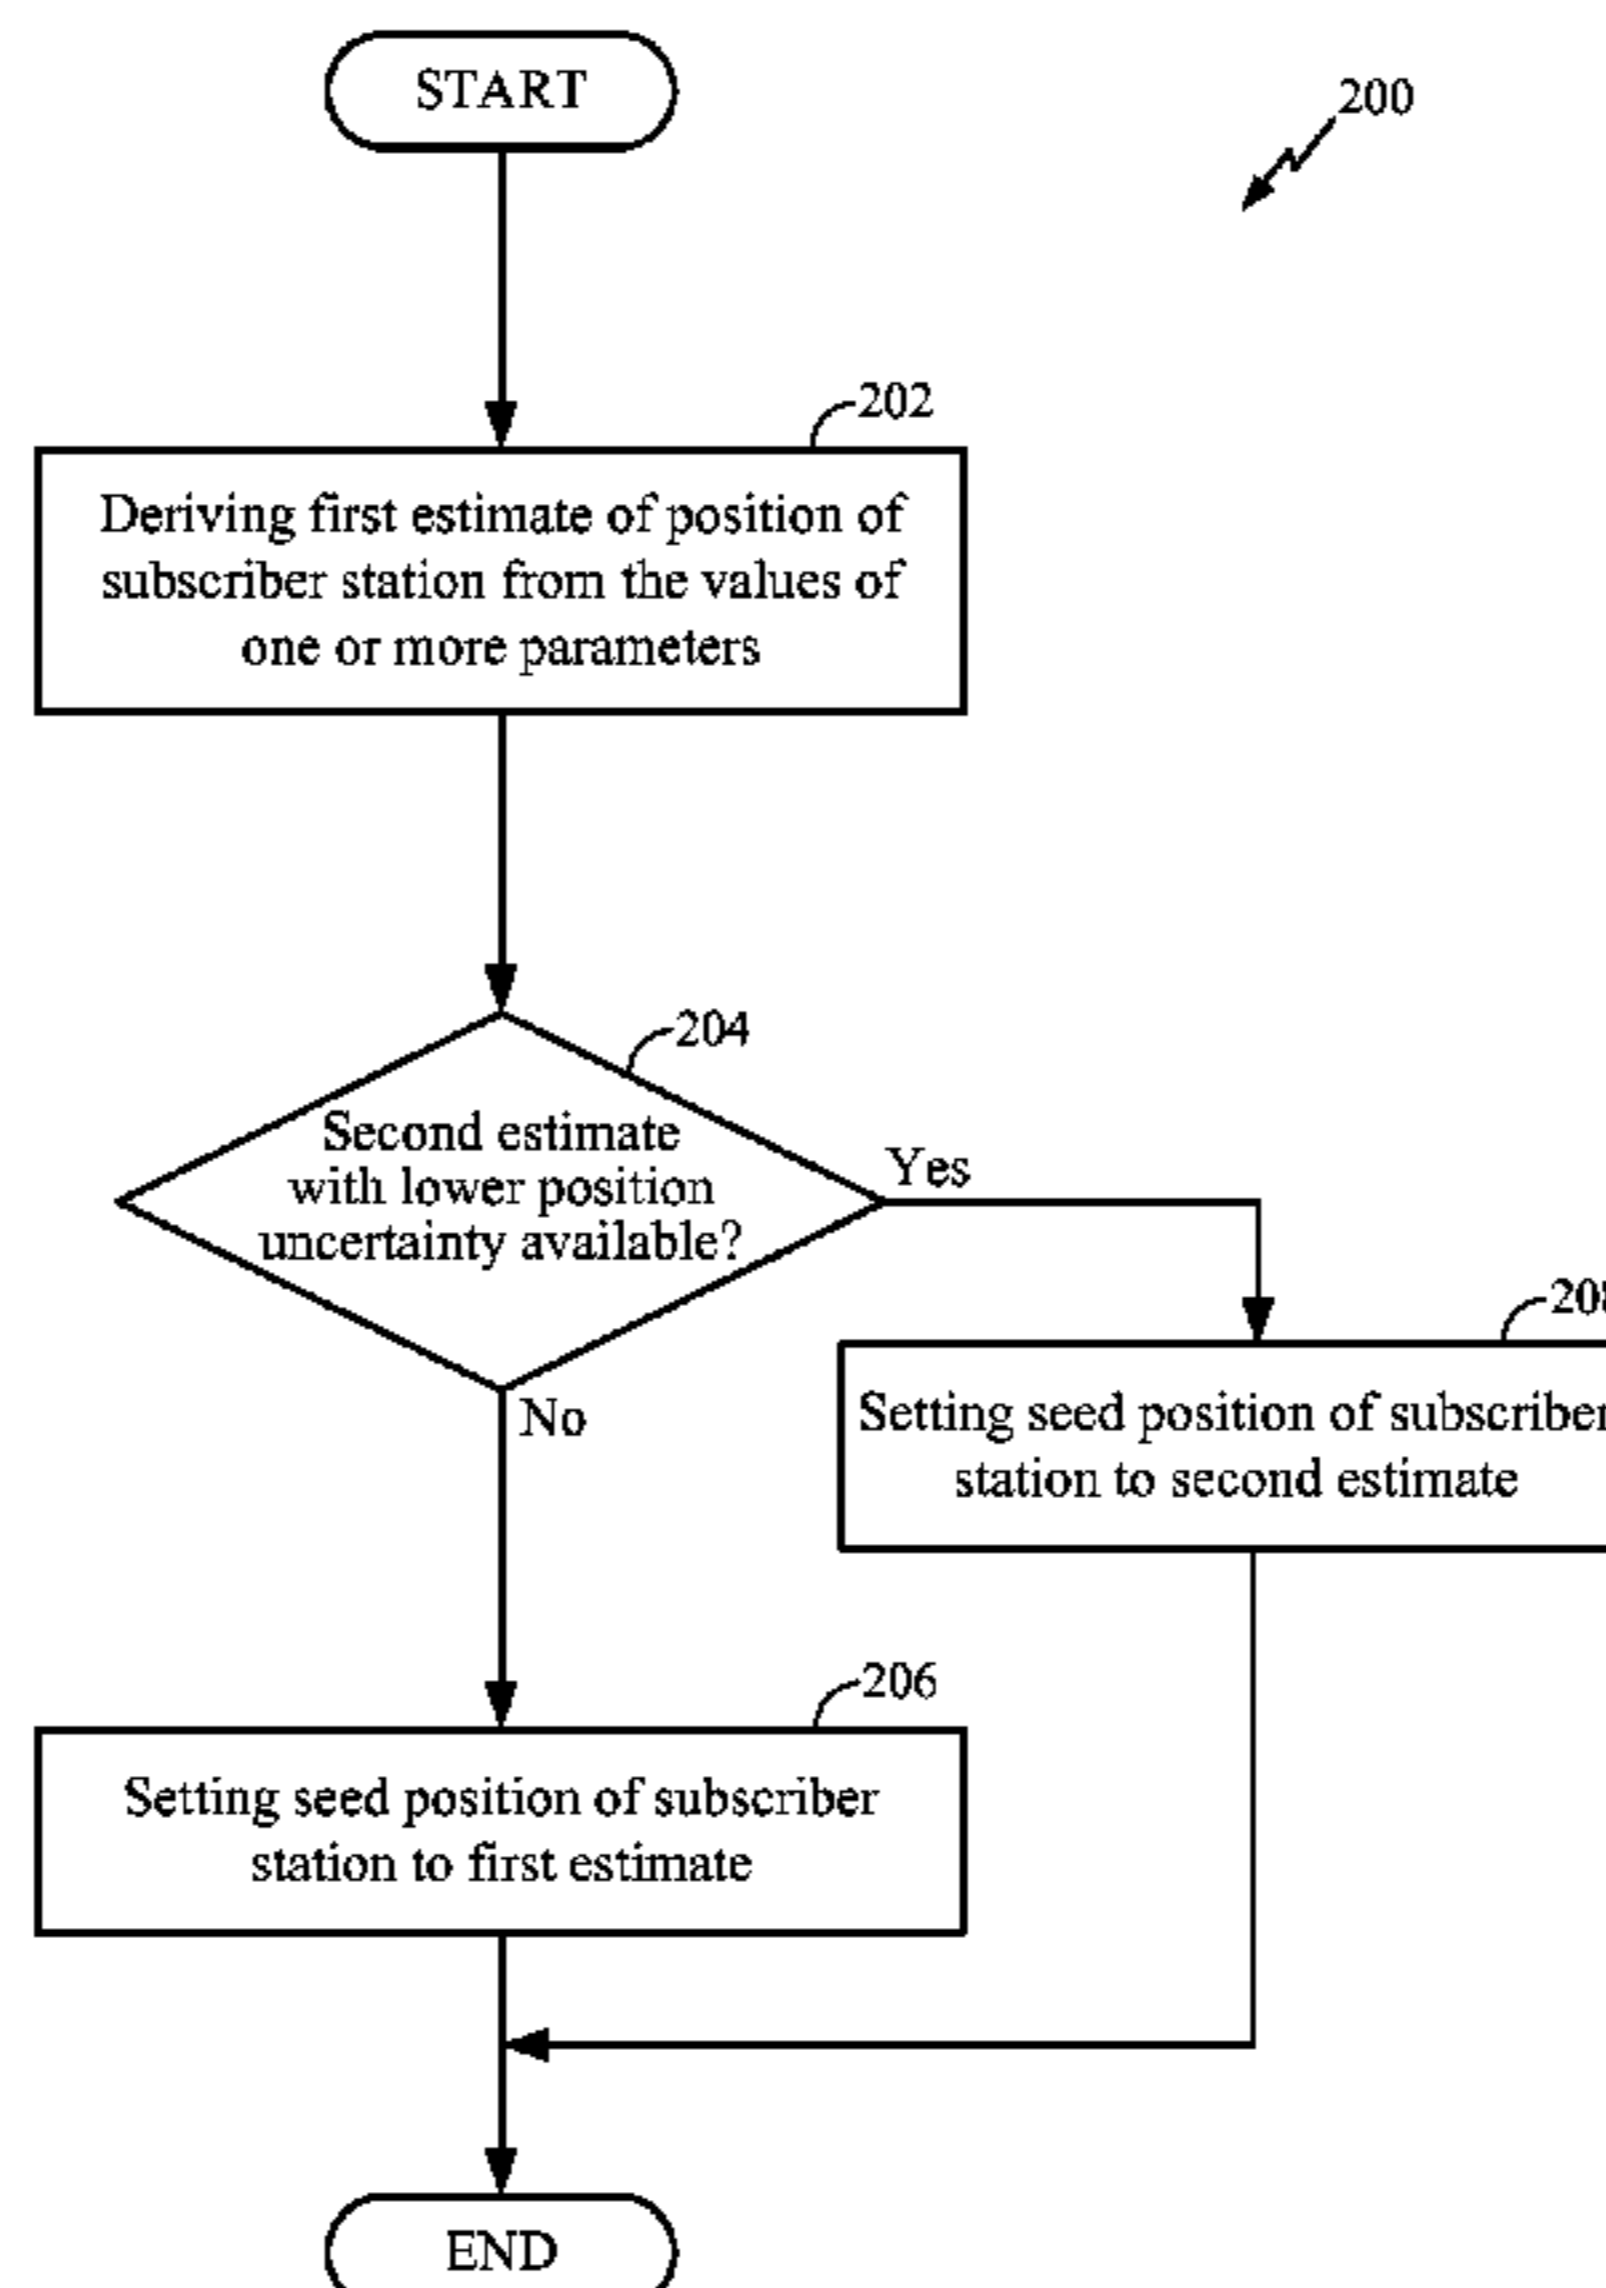 START
200
202
Deriving first estimate of position of
subscriber station from the values of
one or more parameters
204
Second estimate
with lower position
uncertainty available?
Yes
No
Setting seed position of subscriber
station to second estimate
206
Setting seed position of subscriber
station to first estimate
END